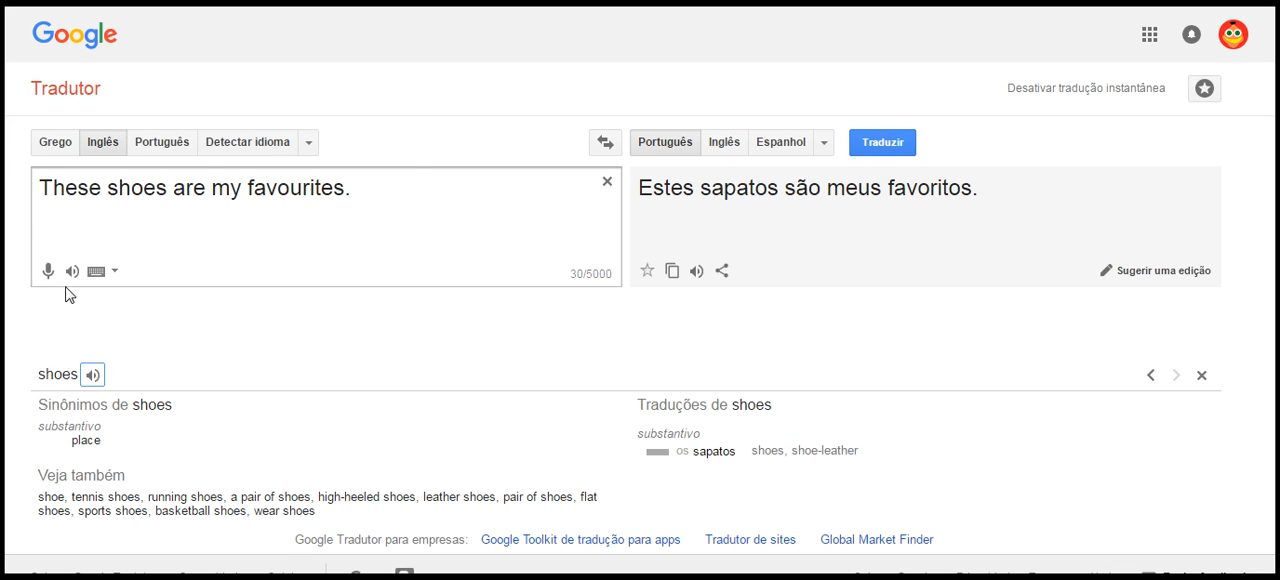 Google
Tradutor
Desativar tradução instantânea
Grego Inglês Português Detectar idioma
Português Inglês Espanhol Traduzir
These shoes are my favourites.
Estes sapatos são meus favoritos.
30/5000
Sugerir uma edição
shoes
Sinônimos de shoes
substantivo
place
Veja também
shoe, tennis shoes, running shoes, a pair of shoes, high-heeled shoes, leather shoes, pair of shoes, flat
shoes, sports shoes, basketball shoes, wear shoes
Traduções de shoes
substantivo
os sapatos shoes, shoe-leather
Google Tradutor para empresas: Google Toolkit de tradução para apps Tradutor de sites Global Market Finder